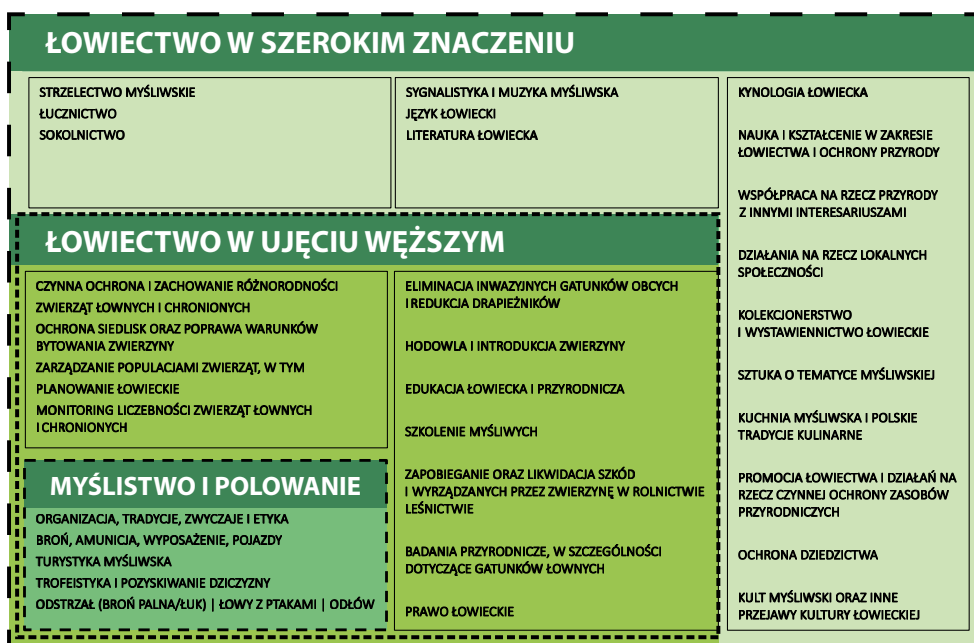 ŁOWIECTWO W SZEROKIM ZNACZENIU
STRZELECTWO MYŚLIWSKIE
ŁUCZNICTWO
SOKOLNICTWO
SYGNALISTYKA I MUZYKA MYŚLIWSKA
JĘZYK ŁOWIECKI
LITERATURA ŁOWIECKA
KYNOLOGIA ŁOWIECKA
NAUKA I KSZTAŁCENIE W ZAKRESIE
ŁOWIECTWA I OCHRONY PRZYRODY
WSPÓŁPRACA NA RZECZ PRZYRODY
Z INNYMI INTERESARIUSZAMI
DZIAŁANIA NA RZECZ LOKALNYCH
SPOŁECZNOŚCI
KOLEKCJONERSTWO
I WYSTAWIENNICTWO ŁOWIECKIE
SZTUKA O TEMATYCE MYŚLIWSKIEJ
KUCHNIA MYŚLIWSKA I POLSKIE
TRADYCJE KULINARNE
PROMOCJA ŁOWIECTWA I DZIAŁAŃ NA
RZECZ CZYNNEJ OCHRONY ZASOBÓW
PRZYRODNICZYCH
OCHRONA DZIEDZICTWA
KULT MYŚLIWSKI ORAZ INNE
PRZEJAWY KULTURY ŁOWIECKIEJ
ŁOWIECTWO W UJĘCIU WĘŻSZYM
CZYNNA OCHRONA I ZACHOWANIE RÓŻNORODNOŚCI
ZWIERZĄT ŁOWNYCH I CHRONIONYCH
OCHRONA SIEDLISK ORAZ POPRAWA WARUNKÓW
BYTOWANIA ZWIERZYNY
ZARZĄDZANIE POPULACJAMI ZWIERZĄT, W TYM
PLANOWANIE ŁOWIECKIE
MONITORING LICZEBNOŚCI ZWIERZĄT ŁOWNYCH
I CHRONIONYCH
ELIMINACJA INWAZYJNYCH GATUNKÓW OBCYCH
I REDUKCJA DRAPIEŻNIKÓW
HODOWLA I INTRODUKCJA ZWIERZYNY
EDUKACJA ŁOWIECKA I PRZYRODNICZA
SZKOLENIE MYŚLIWYCH
ZAPOBIEGANIE ORAZ LIKWIDACJA SZKÓD
I WYRZĄDZANYCH PRZEZ ZWIERZYNĘ W ROLNICTWIE
LEŚNICTWIE
BADANIA PRZYRODNICZE, W SZCZEGÓLNOŚCI
DOTYCZĄCE GATUNKÓW ŁOWNYCH
PRAWO ŁOWIECKIE
MYŚLISTWO I POLOWANIE
ORGANIZACJA, TRADYCJE, ZWYCZAJE I ETYKA
BROŃ, AMUNICJA, WYPOSAŻENIE, POJAZDY
TURYSTYKA MYŚLIWSKA
TROFEISTYKA I POZYSKIWANIE DZICZYZNY
ODSTRZAŁ (BROŃ PALNA/ŁUK) | ŁOWY Z PTAKAMI | ODŁÓW